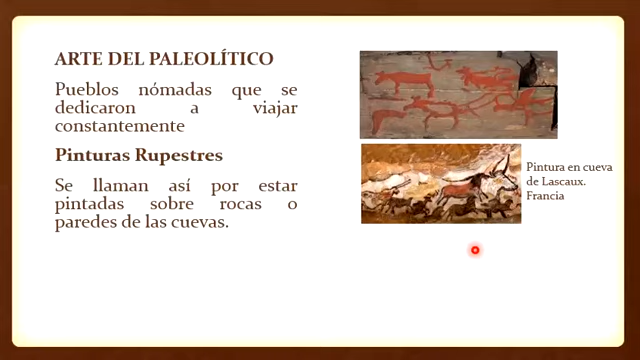 ARTE DEL PALEOLÍTICO
Pueblos nómadas que se
dedicaron a viajar
constantemente
Pinturas Rupestres
Se llaman así por estar
pintadas sobre rocas o
paredes de las cuevas.
Pintura en cueva
de Lascaux.
Francia